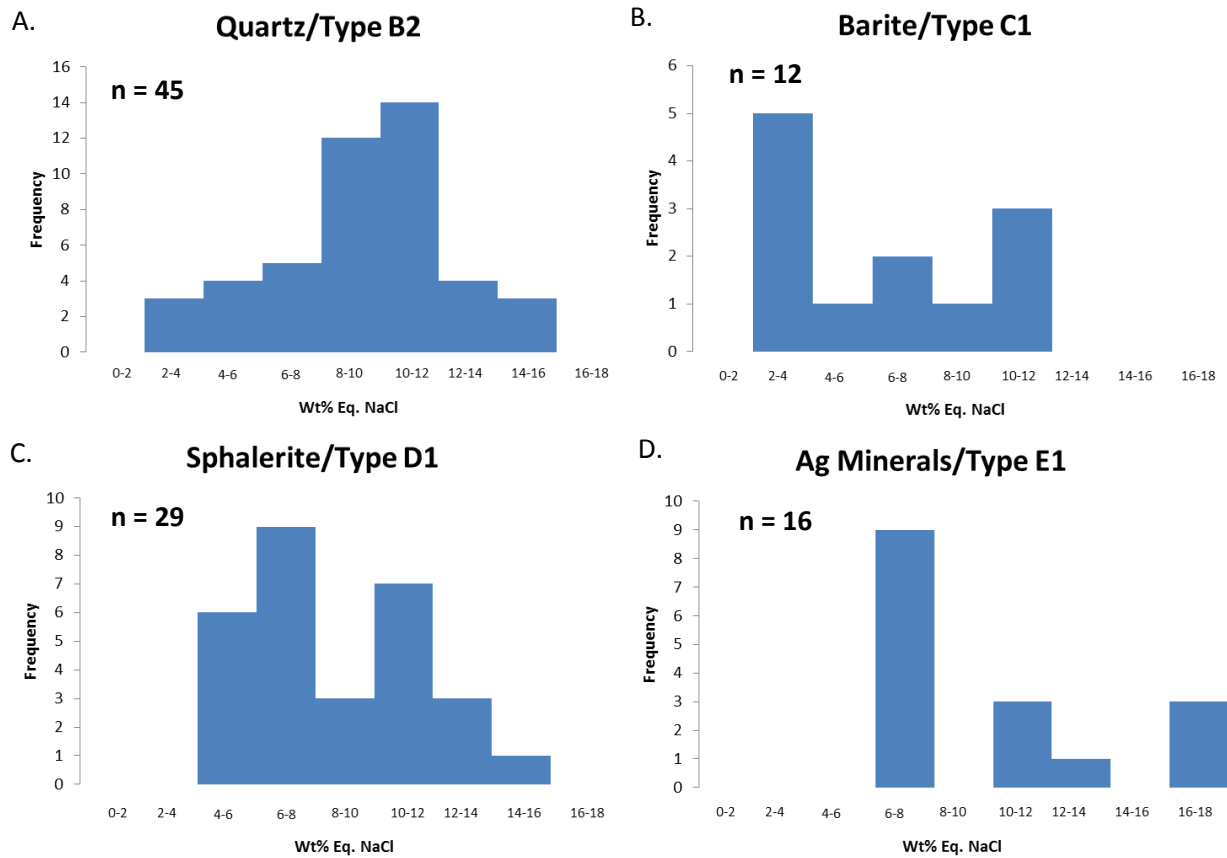 A.
Quartz/Type B2
n = 45
16
14
12
10
8
6
4
2
0
Frequency
0-2 2-4 4-6 6-8 8-10 10-12 12-14 14-16 16-18
Wt% Eq. NaCl
B.
Barite/Type C1
n = 12
6
5
4
3
2
1
0
Frequency
0-2 2-4 4-6 6-8 8-10 10-12 12-14 14-16 16-18
Wt% Eq. NaCl
C.
Sphalerite/Type D1
n = 29
10
9
8
7
6
5
4
3
2
1
0
Frequency
0-2 2-4 4-6 6-8 8-10 10-12 12-14 14-16 16-18
Wt% Eq. NaCl
D.
Ag Minerals/Type E1
n = 16
10
9
8
7
6
5
4
3
2
1
0
Frequency
0-2 2-4 4-6 6-8 8-10 10-12 12-14 14-16 16-18
Wt% Eq. NaCl